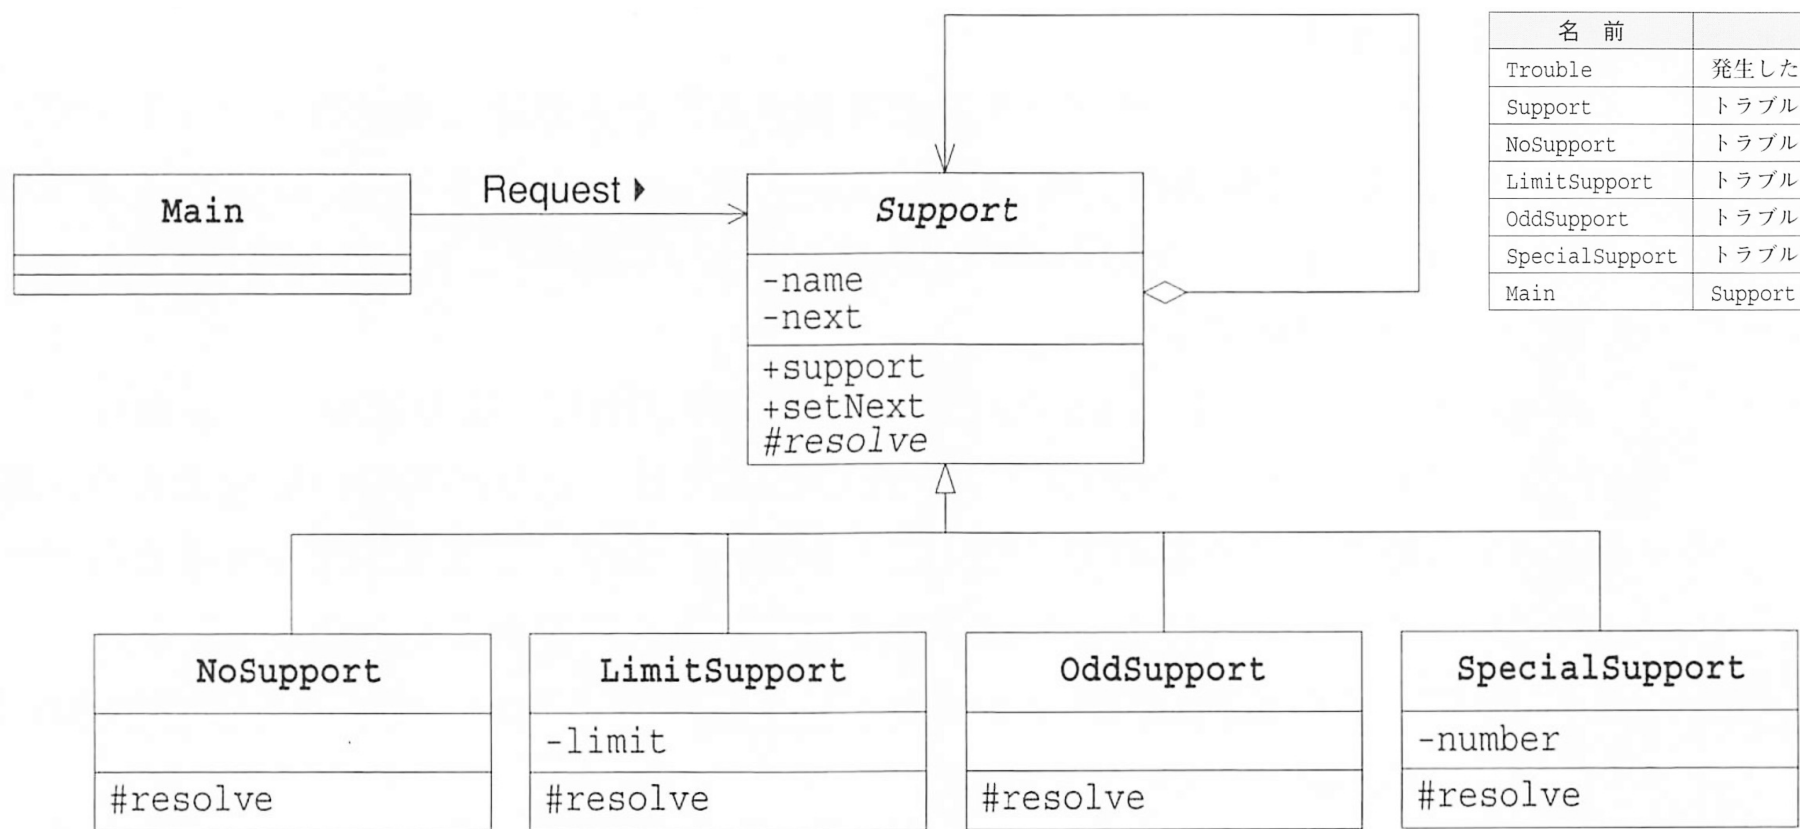 Main
Request
Support
-name
-next
+support
+setNext
#resolve
NoSupport
#resolve
LimitSupport
-limit
#resolve
OddSupport
#resolve
SpecialSupport
-number
#resolve
名 前
Trouble 発生した
Support トラブル
NoSupport トラブル
LimitSupport トラブル
OddSupport トラブル
SpecialSupport トラブル
Main Support